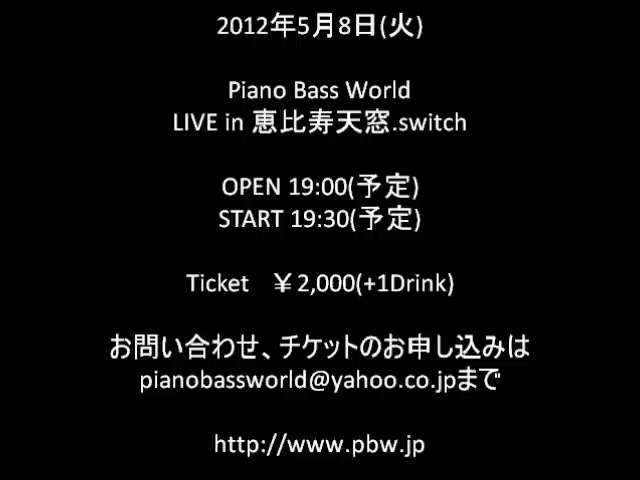 2012年5月8日(火)
Piano Bass World
LIVE in 恵比寿天窓.switch
OPEN 19:00(予定)
START 19:30(予定)
Ticket　￥2,000(+1Drink)
お問い合わせ、チケットのお申し込みは
pianobassworld@yahoo.co.jpまで
http://www.pbw.jp